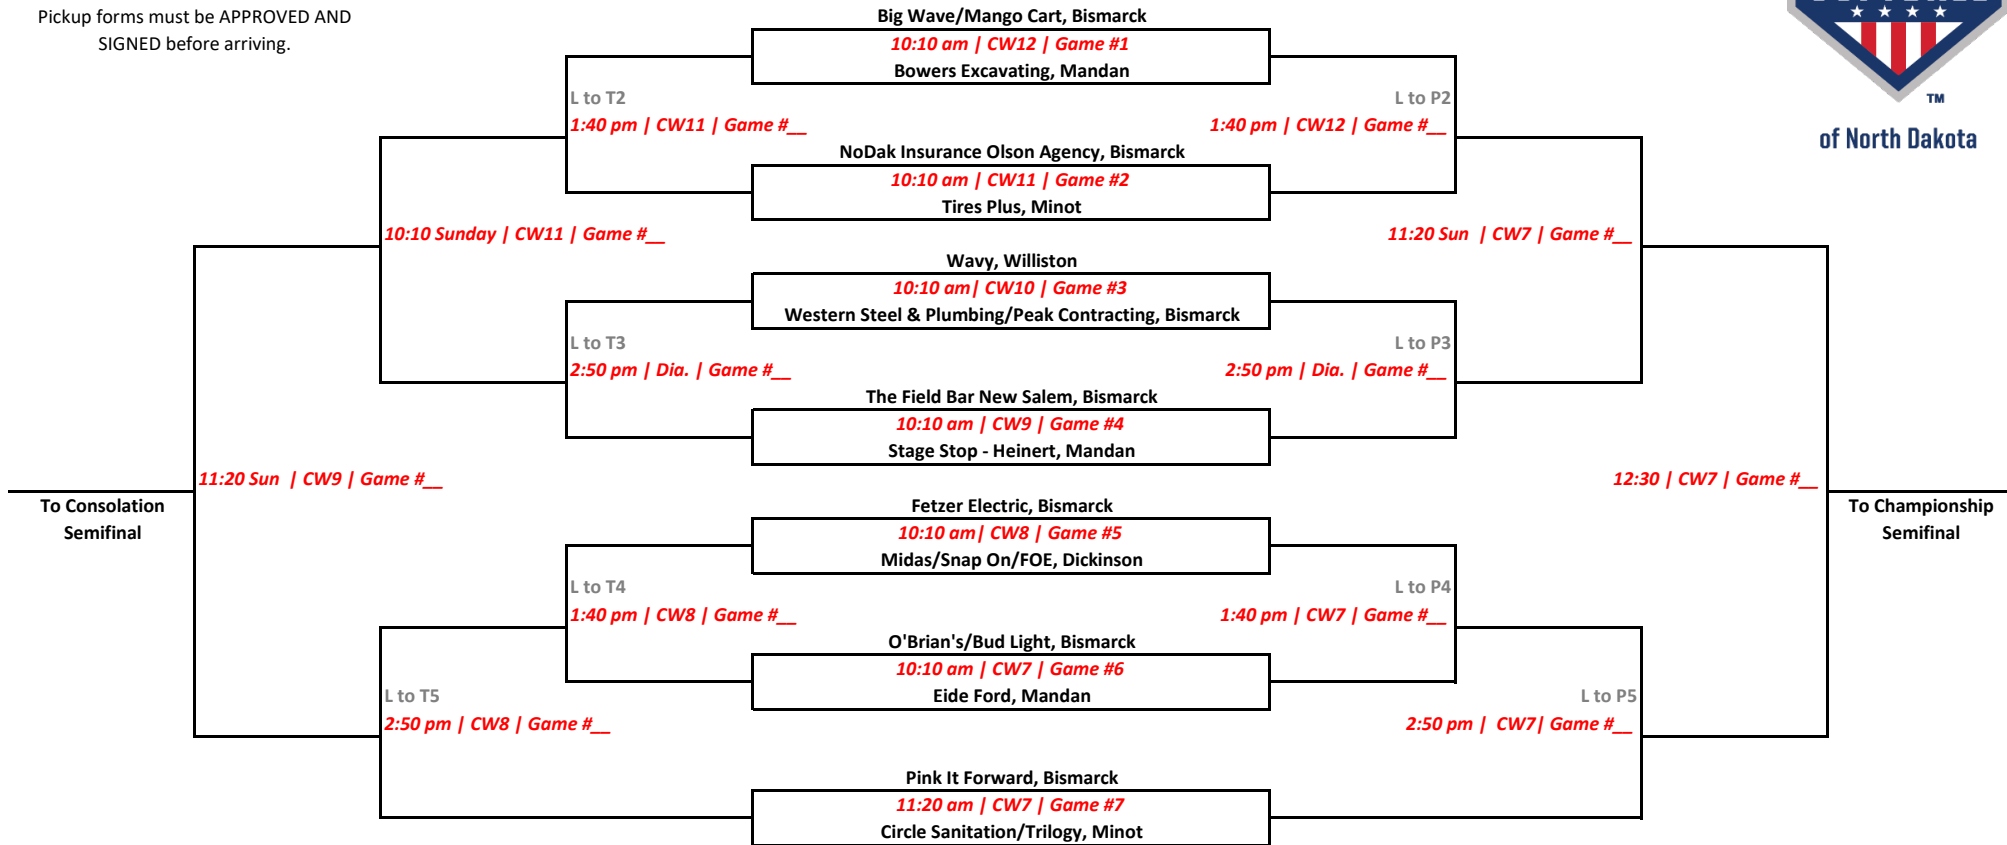 Pickup forms must be APPROVED AND
SIGNED before arriving.
Big Wave/Mango Cart, Bismarck
10:10 am | CW12 | Game #1
Bowers Excavating, Mandan
L to T2
L to P2
TM
1:40 pm | CW11 | Game #__
1:40 pm | CW12 | Game #__
of North Dakota
NoDak Insurance Olson Agency, Bismarck
10:10 am | CW11 | Game #2
Tires Plus, Minot
10:10 Sunday | CW11 | Game #__
11:20 Sun | CW7 | Game #__
Wavy, Williston
10:10 am| CW10 | Game #3
Western Steel & Plumbing/Peak Contracting, Bismarck
L to T3
L to P3
2:50 pm | Dia. | Game #__
2:50 pm | Dia. | Game #__
The Field Bar New Salem, Bismarck
10:10 am | CW9 | Game #4
Stage Stop - Heinert, Mandan
11:20 Sun | CW9 | Game #__
12:30 | CW7 | Game #__
To Consolation
Semifinal
To Championship
Semifinal
Fetzer Electric, Bismarck
10:10 am| CW8 | Game #5
Midas/Snap On/FOE, Dickinson
L to T4
L to P4
1:40 pm | CW8 | Game #__
1:40 pm | CW7 | Game #__
O'Brian's/Bud Light, Bismarck
10:10 am | CW7 | Game #6
Eide Ford, Mandan
L to T5
L to P5
2:50 pm | CW8 | Game #__
2:50 pm | CW7| Game #__
Pink It Forward, Bismarck
11:20 am | CW7 | Game #7
Circle Sanitation/Trilogy, Minot